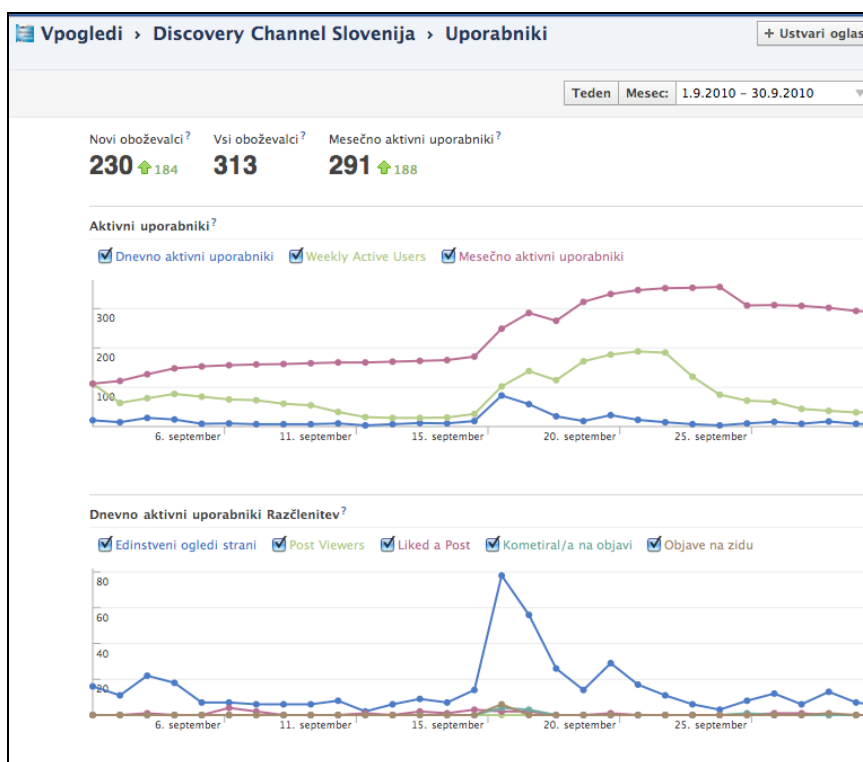 Vpogledi › Discovery Channel Slovenija › Uporabniki
+ Ustvari oglas
Teden Mesec: 1.9.2010 – 30.9.2010
Novi oboževalci? Vsi oboževalci? Mesečno aktivni uporabniki?
230 184 313 291 188
Aktivni uporabniki?
Dnevno aktivni uporabniki Weekly Active Users Mesečno aktivni uporabniki
300
200
100
6. september 11. september 15. september 20. september 25. september
Dnevno aktivni uporabniki Razčlenitev?
Edinstveni ogledi strani Post Viewers Liked a Post Kometiral/a na objavi Objave na zidu
80
60
40
20
6. september 11. september 15. september 20. september 25. september